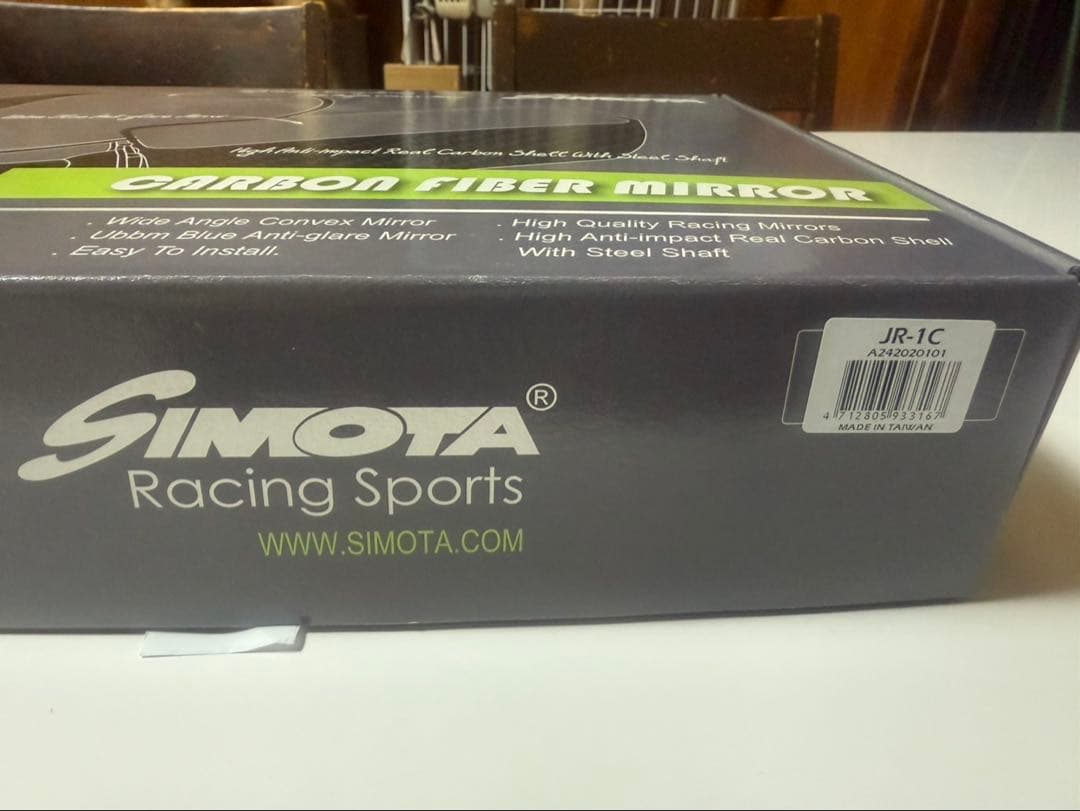 High Anti-impact Real Carbon Shell With Steel Shaft
CARBON FIBER MIRROR
. Wide Angle Convex Mirror
. Ubbm Blue Anti-glare Mirror
. Easy To Install.
. High Quality Racing Mirrors
. High Anti-impact Real Carbon Shell
With Steel Shaft
SIMOTA®
Racing Sports
WWW.SIMOTA.COM
JR-1C
A242020101
4 712805 933167
MADE IN TAIWAN